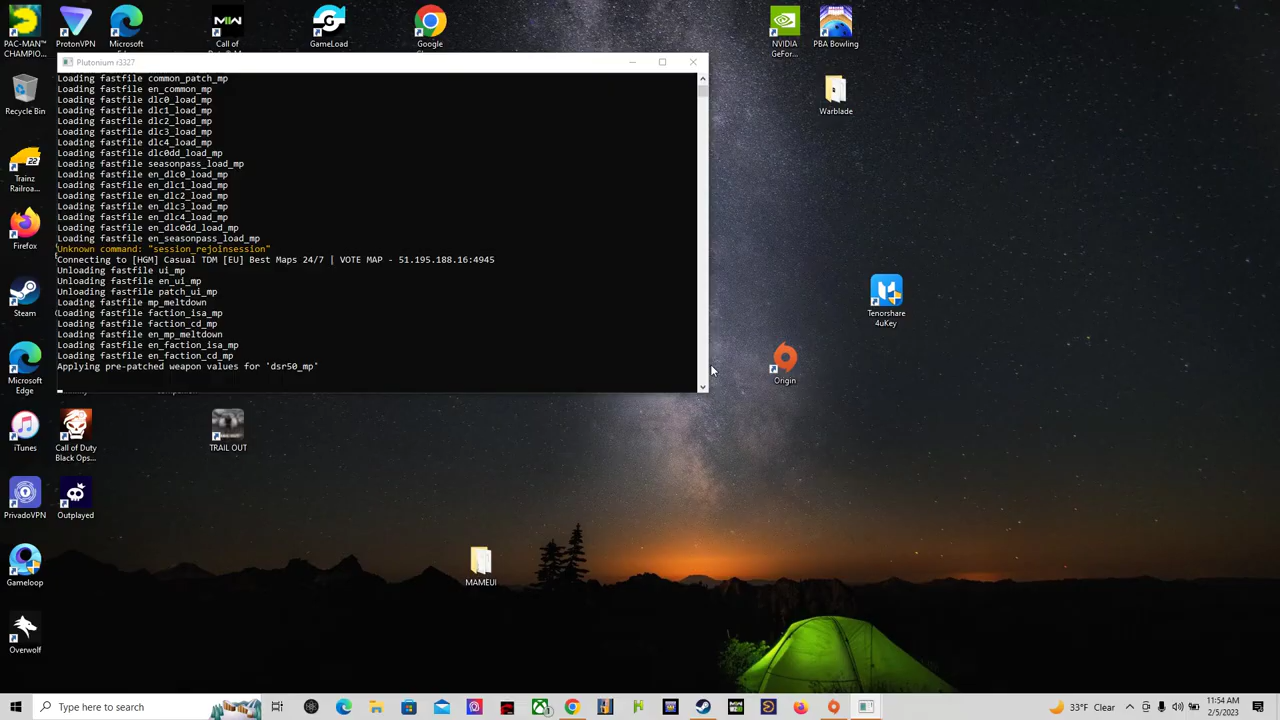 PAC-MAN™
CHAMPIO...
ProtonVPN
Microsoft
Call of
GameLoad
Google
NVIDIA
GeFor...
PBA Bowling
Plutonium r3327
Loading fastfile common_patch_mp
Loading fastfile en_common_mp
Loading fastfile dlc0_load_mp
Loading fastfile dlc1_load_mp
Loading fastfile dlc2_load_mp
Loading fastfile dlc3_load_mp
Loading fastfile dlc4_load_mp
Loading fastfile dlc0dd_load_mp
Loading fastfile seasonpass_load_mp
Loading fastfile en_dlc0_load_mp
Loading fastfile en_dlc1_load_mp
Loading fastfile en_dlc2_load_mp
Loading fastfile en_dlc3_load_mp
Loading fastfile en_dlc4_load_mp
Loading fastfile en_dlc0dd_load_mp
Loading fastfile en_seasonpass_load_mp
Unknown command: "session_rejoinsession"
Connecting to [HGM] Casual TDM [EU] Best Maps 24/7 | VOTE MAP - 51.195.188.16:4945
Unloading fastfile ui_mp
Unloading fastfile en_ui_mp
Unloading fastfile patch_ui_mp
Loading fastfile mp_meltdown
Loading fastfile faction_isa_mp
Loading fastfile faction_cd_mp
Loading fastfile en_mp_meltdown
Loading fastfile en_faction_isa_mp
Loading fastfile en_faction_cd_mp
Applying pre-patched weapon values for 'dsr50_mp'
Recycle Bin
Warblade
22
Trainz
Railroa...
Firefox
Steam
Tenorshare
4uKey
Microsoft
Edge
Origin
iTunes
Call of Duty
Black Ops...
TRAIL OUT
PrivadoVPN
Outplayed
Gameloop
MAMEUI
Overwolf
Type here to search
33°F Clear
11:54 AM
2/5/2023